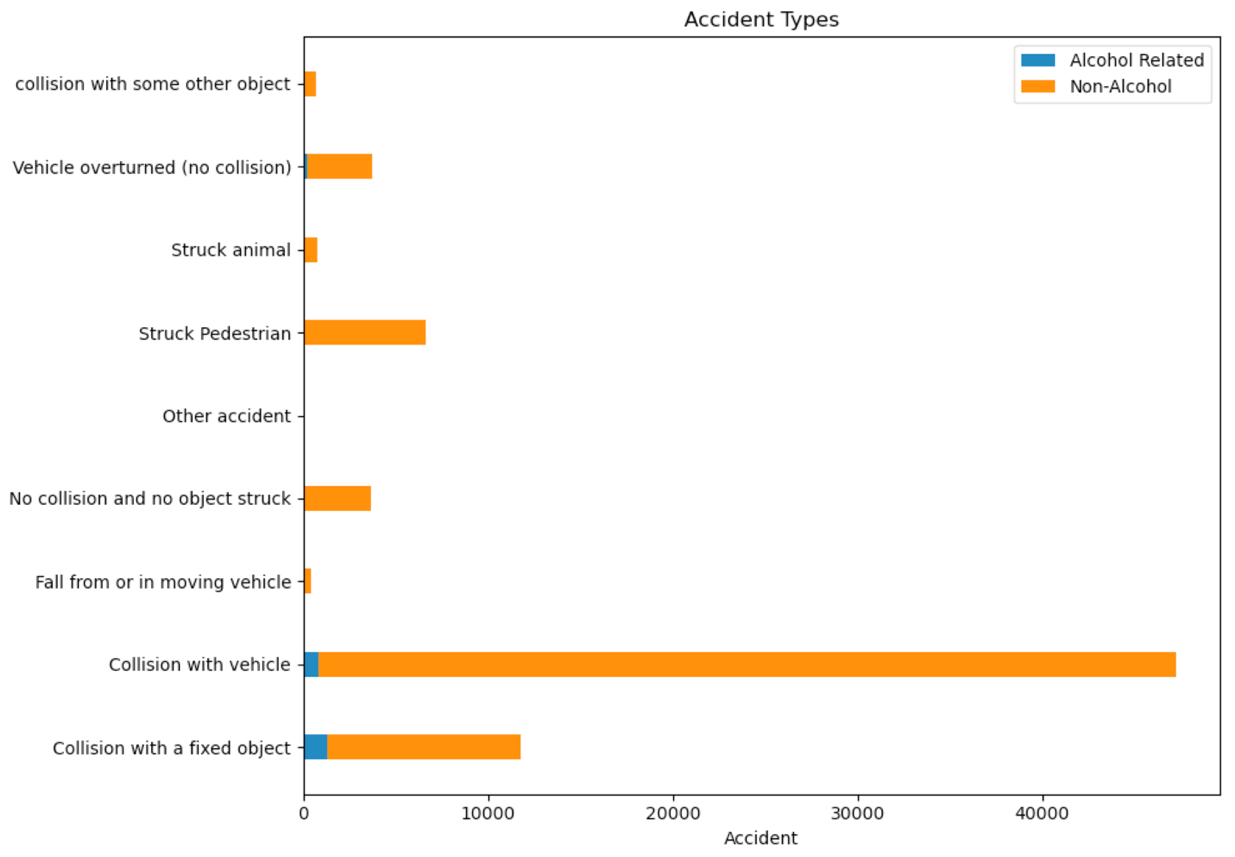 Accident Types
Alcohol Related
Non-Alcohol
collision with some other object
Vehicle overturned (no collision)
Struck animal
Struck Pedestrian
Other accident
No collision and no object struck
Fall from or in moving vehicle
Collision with vehicle
Collision with a fixed object
0 10000 20000 30000 40000
Accident